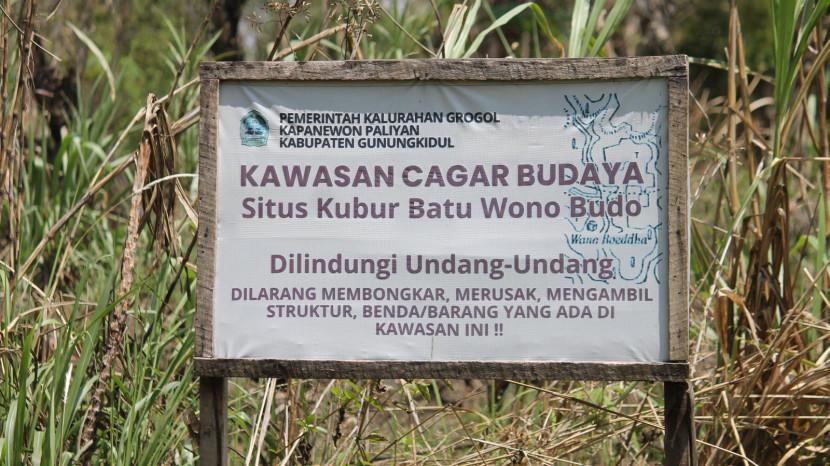 PEMERINTAH KALURAHAN GROGOL
KAPANEWON PALIYAN
KABUPATEN GUNUNGKIDUL
KAWASAN CAGAR BUDAYA
Situs Kubur Batu Wono Budo
Wana Boeddha
Dilindungi Undang-Undang
DILARANG MEMBONGKAR, MERUSAK, MENGAMBIL
STRUKTUR, BENDA/BARANG YANG ADA DI
KAWASAN INI !!